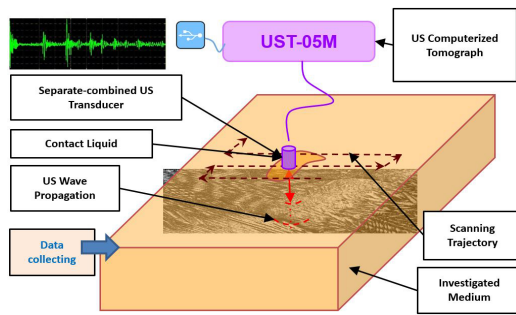 UST-05M
US Computerized
Tomograph
Separate-combined US
Transducer
Contact Liquid
US Wave
Propagation
Data
collecting
Scanning
Trajectory
Investigated
Medium